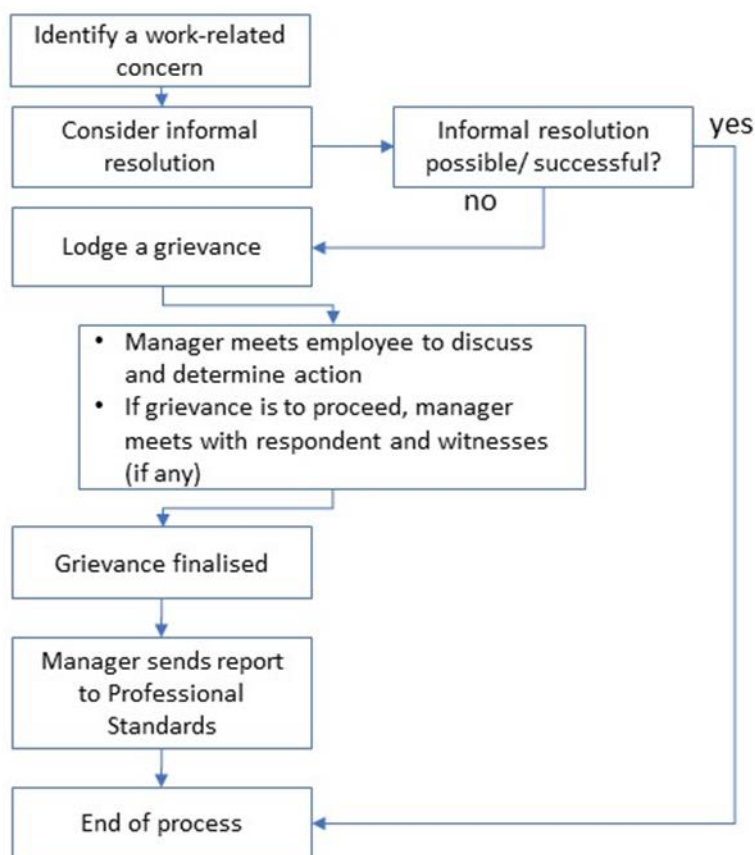 Identify a work-related
concern
Consider informal
resolution
Informal resolution
possible/ successful?
yes
no
Lodge a grievance
• Manager meets employee to discuss
and determine action
• If grievance is to proceed, manager
meets with respondent and witnesses
(if any)
Grievance finalised
Manager sends report
to Professional
Standards
End of process